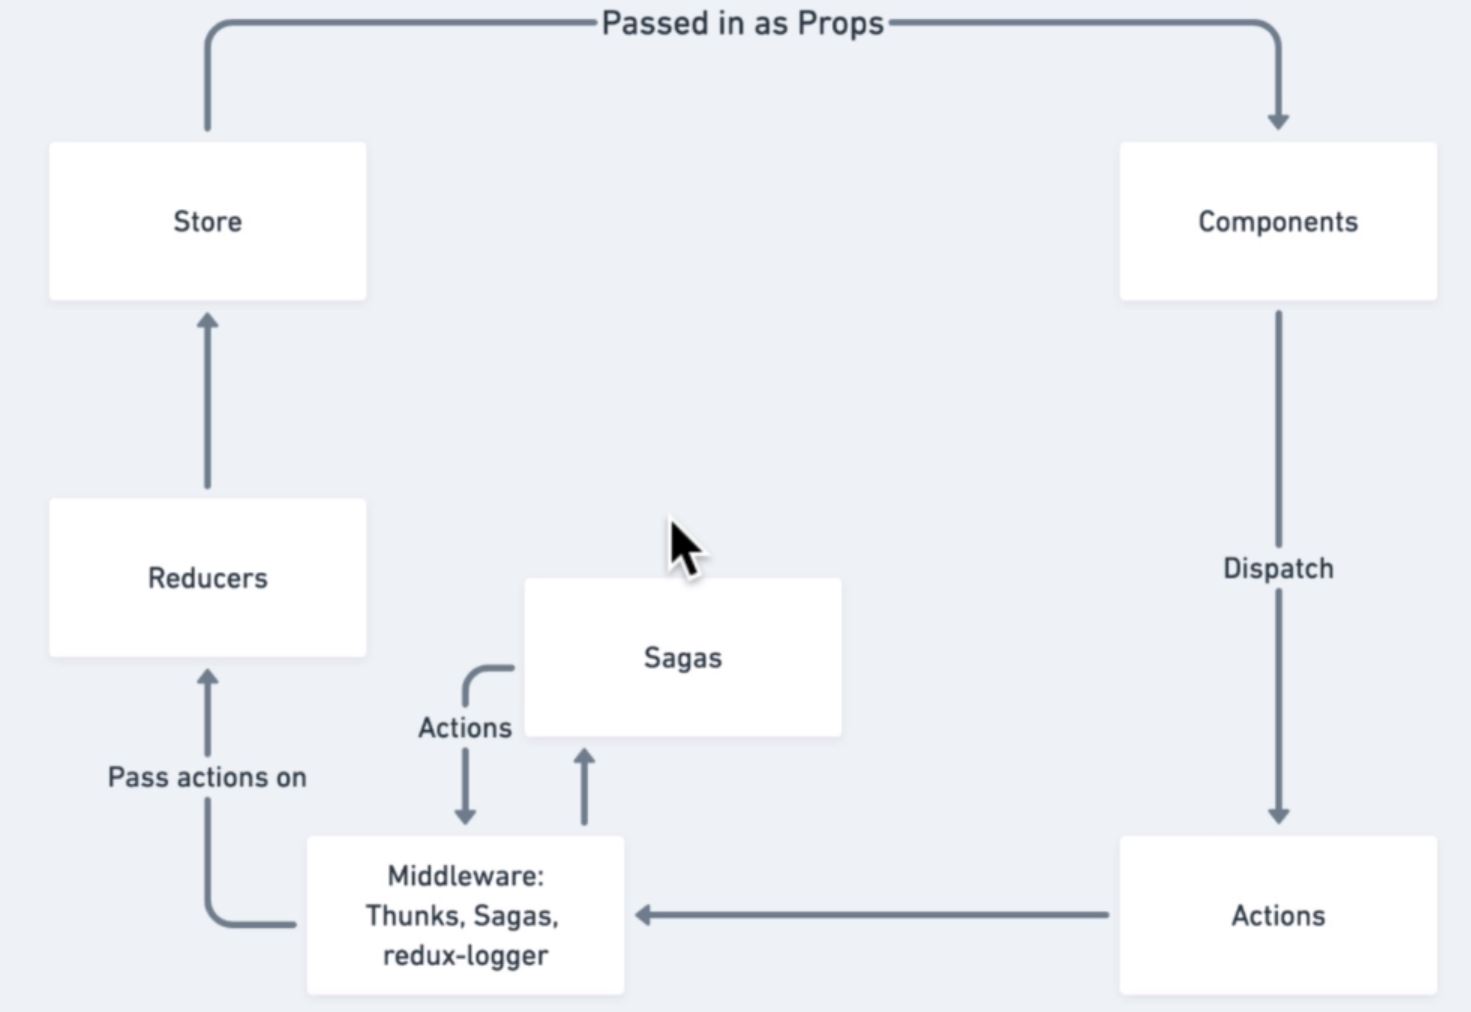 Passed in as Props
Store
Components
Dispatch
Reducers
Sagas
Actions
Pass actions on
Middleware:
Thunks, Sagas,
redux-logger
Actions